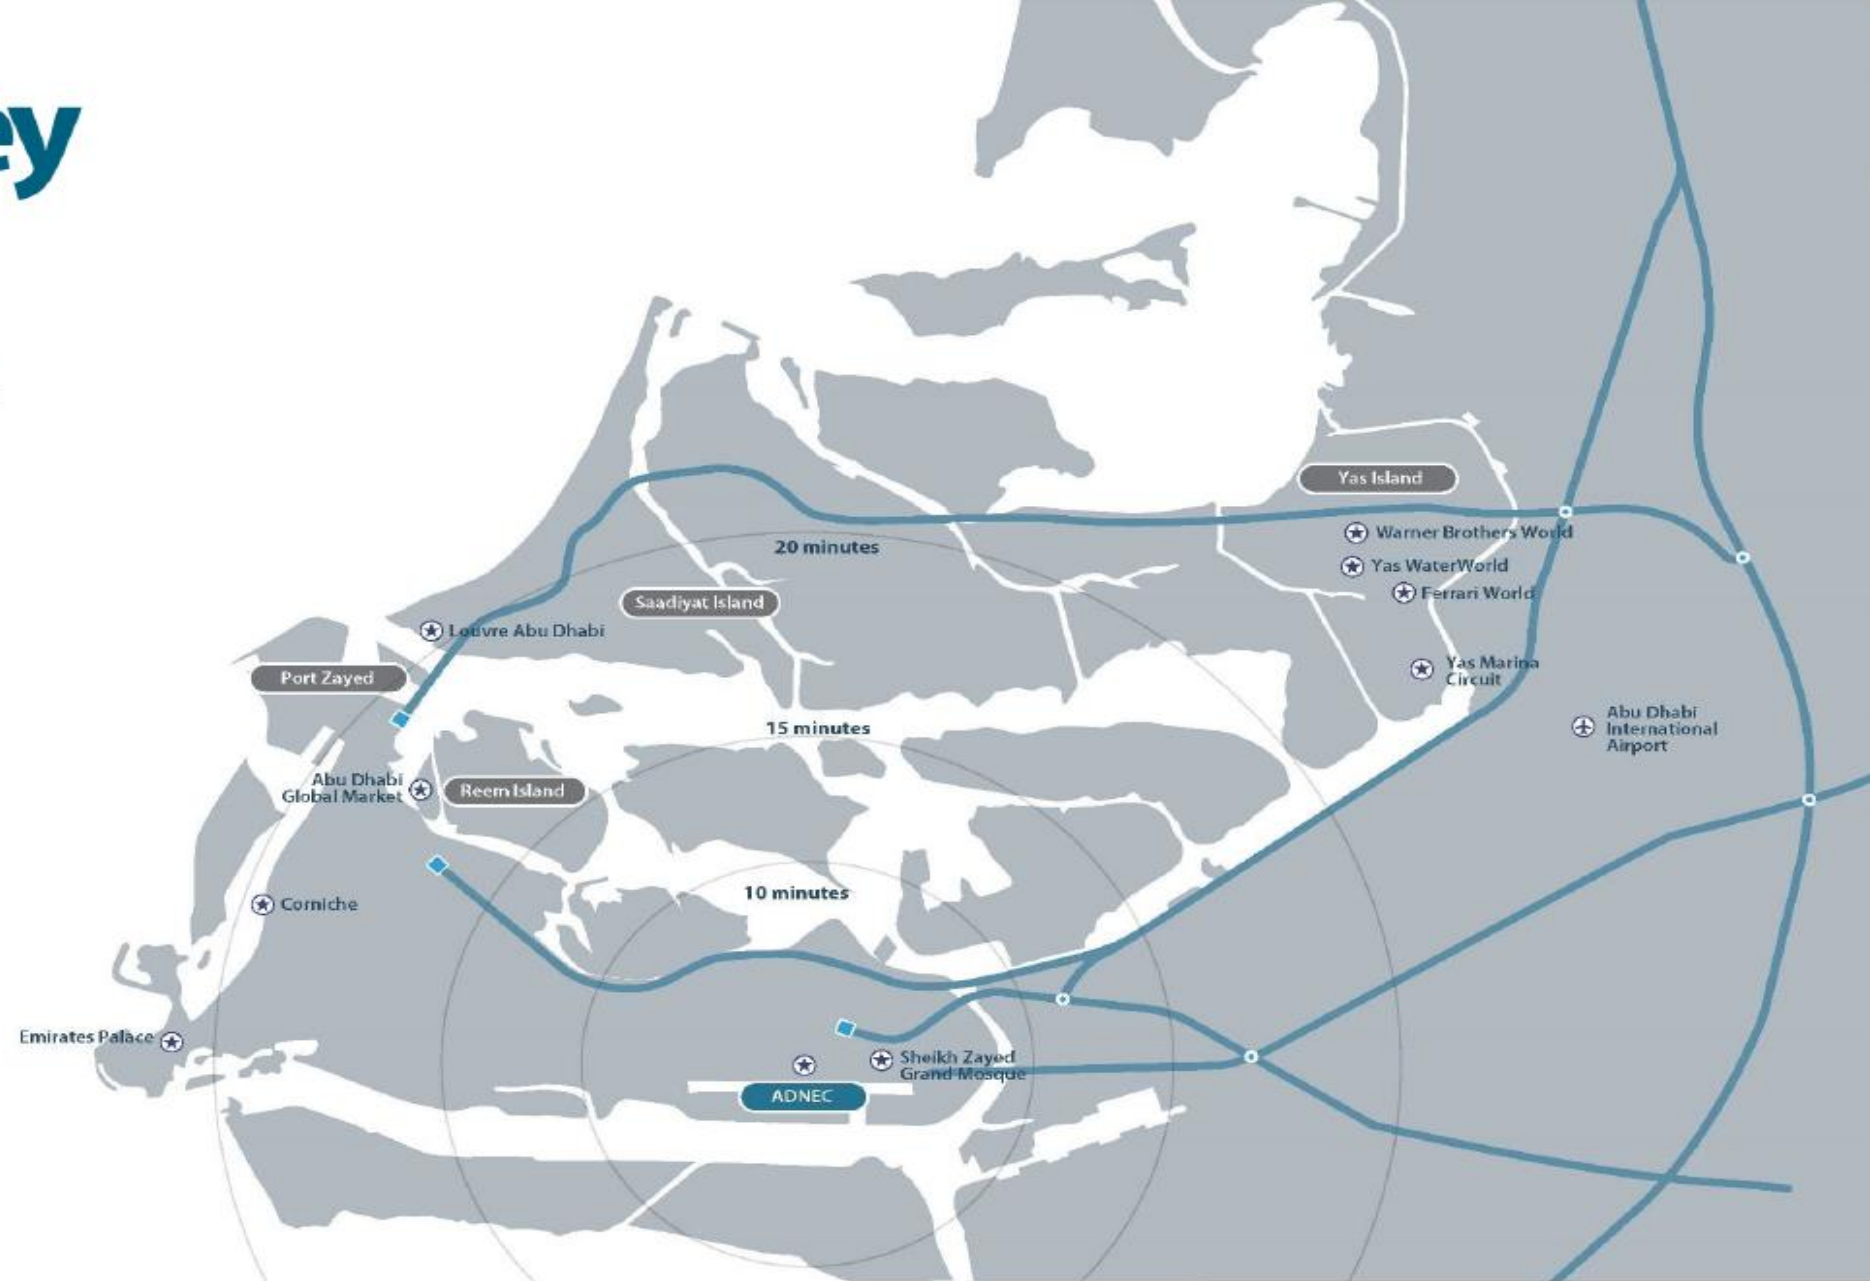 ey
Yas Island
Warner Brothers World
20 minutes
Yas WaterWorld
Ferrari World
Saadiyat Island
Louvre Abu Dhabi
Yas Marina
Circuit
Port Zayed
Abu Dhabi
International
Airport
15 minutes
Abu Dhabi
Global Market
Reem Island
10 minutes
Corniche
Emirates Palace
Sheikh Zayed
Grand Mosque
ADNEC